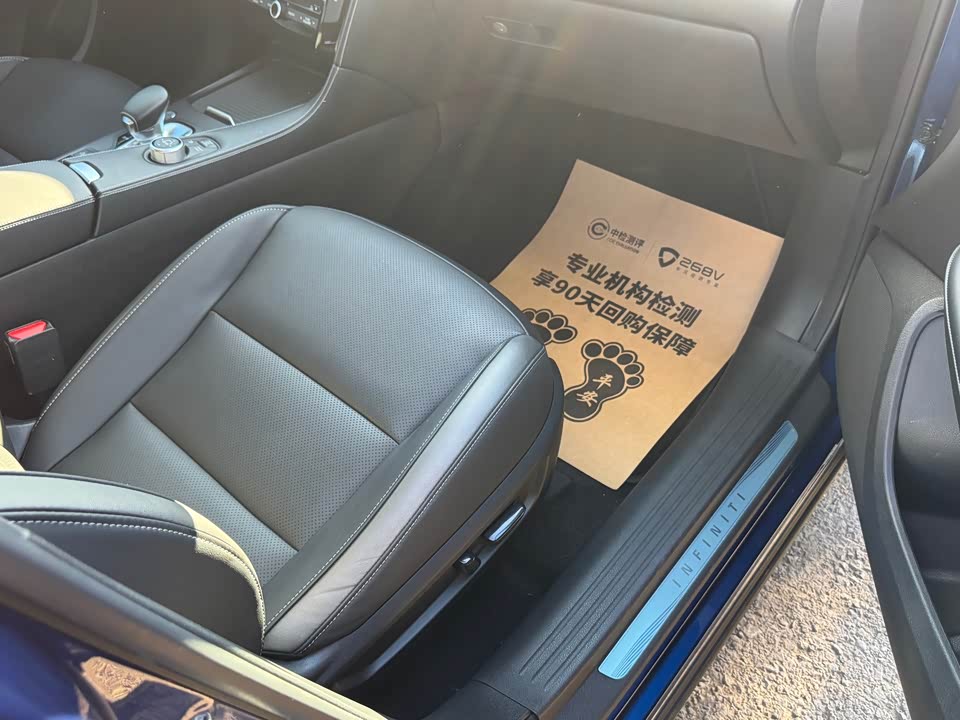 中检测评
268V
专业机构检测
享90天回购保障
平安
INFINITI